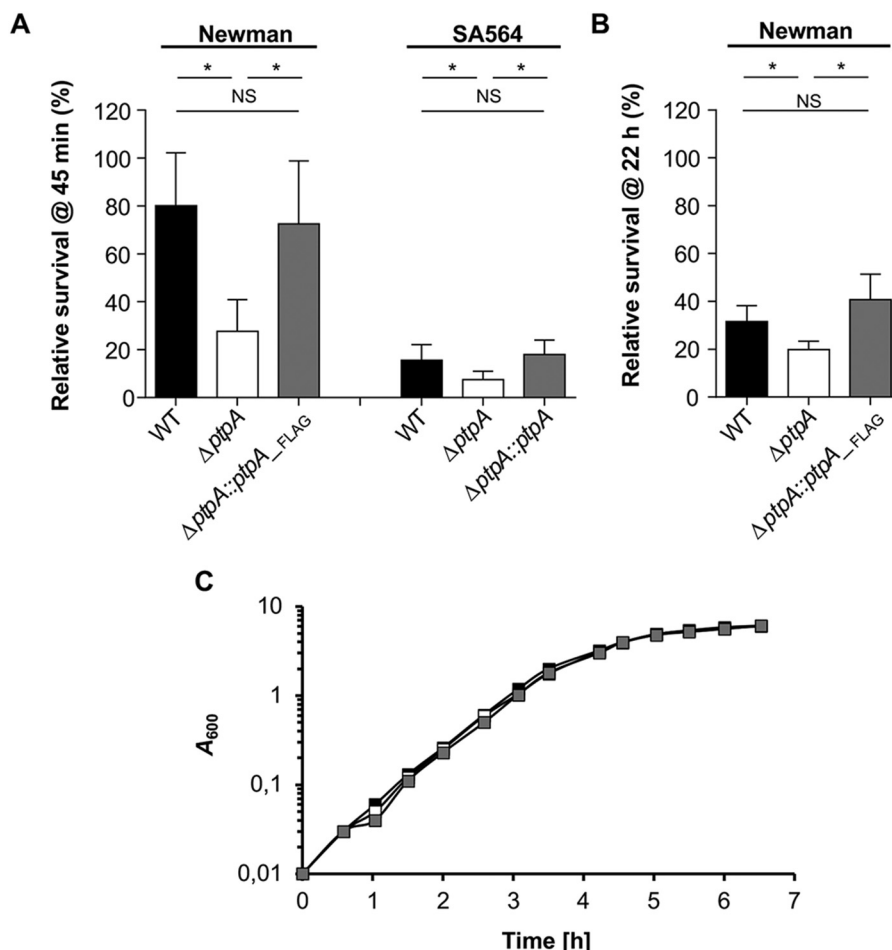 A
Newman
SA564
* *
NS
* *
NS
Relative survival @ 45 min (%)
120
100
80
60
40
20
0
WT
ΔptpA
ΔptpA::ptpA_FLAG
WT
ΔptpA
ΔptpA::ptpA
B
Newman
* *
NS
Relative survival @ 22 h (%)
120
100
80
60
40
20
0
WT
ΔptpA
ΔptpA::ptpA_FLAG
C
A600
10
1
0,1
0,01
0 1 2 3 4 5 6 7
Time [h]